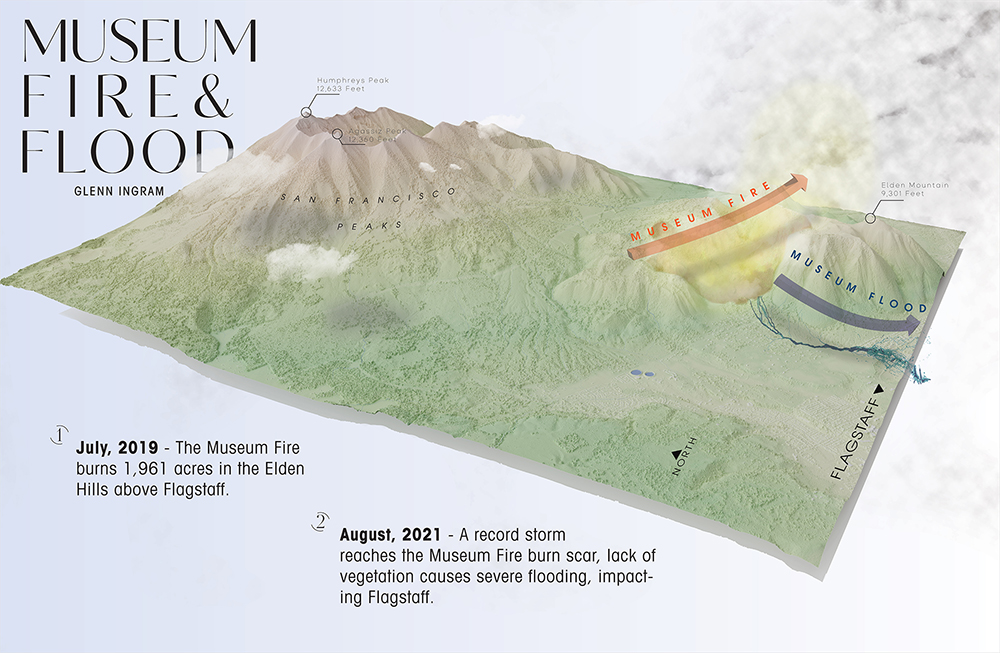 MUSEUM
FIRE &
FLOOD
GLENN INGRAM
Humphreys Peak
12,633 Feet
Agassiz Peak
12,360 Feet
SAN FRANCISCO
PEAKS
MUSEUM FIRE
Elden Mountain
9,301 Feet
MUSEUM FLOOD
FLAGSTAFF
NORTH
1
July, 2019 - The Museum Fire
burns 1,961 acres in the Elden
Hills above Flagstaff.
2
August, 2021 - A record storm
reaches the Museum Fire burn scar, lack of
vegetation causes severe flooding, impact-
ing Flagstaff.